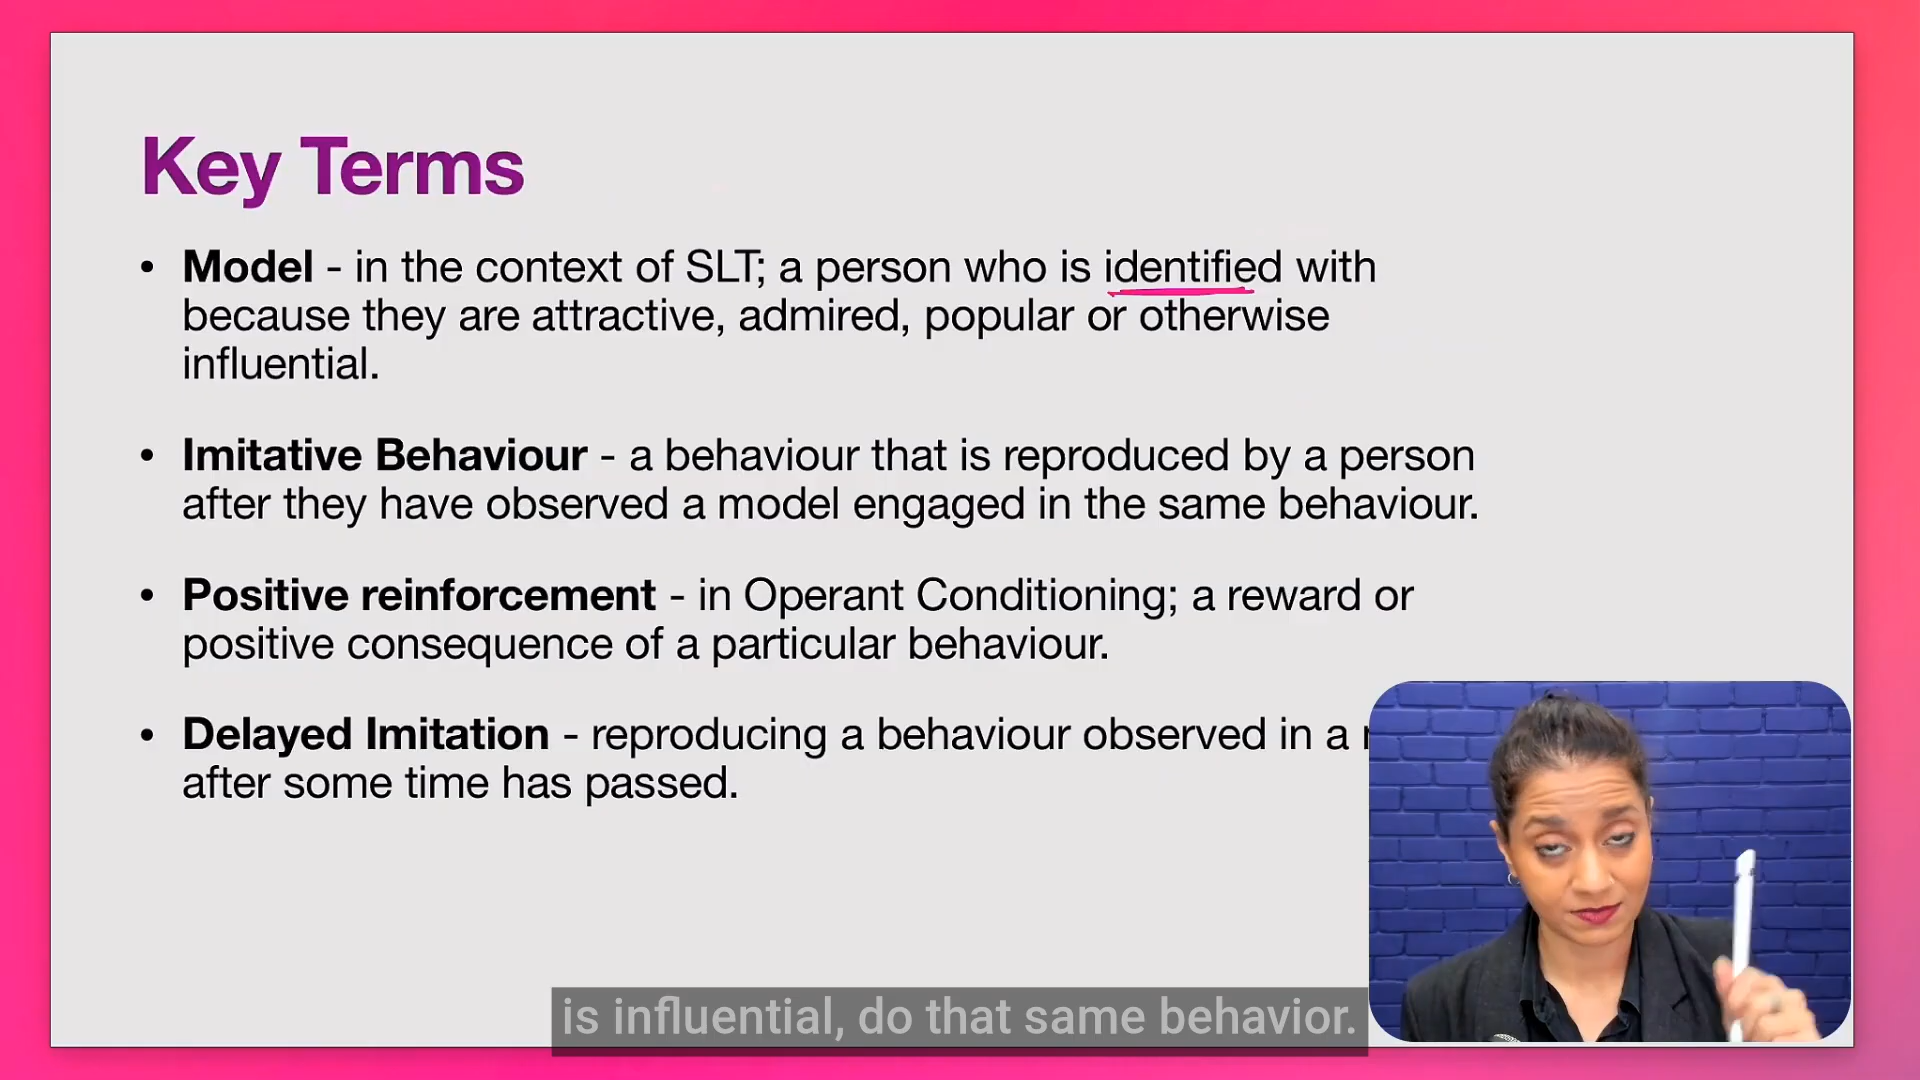 Key Terms
• Model - in the context of SLT; a person who is identified with
because they are attractive, admired, popular or otherwise
influential.
• Imitative Behaviour - a behaviour that is reproduced by a person
after they have observed a model engaged in the same behaviour.
• Positive reinforcement - in Operant Conditioning; a reward or
positive consequence of a particular behaviour.
• Delayed Imitation - reproducing a behaviour observed in a
after some time has passed.
is influential, do that same behavior.